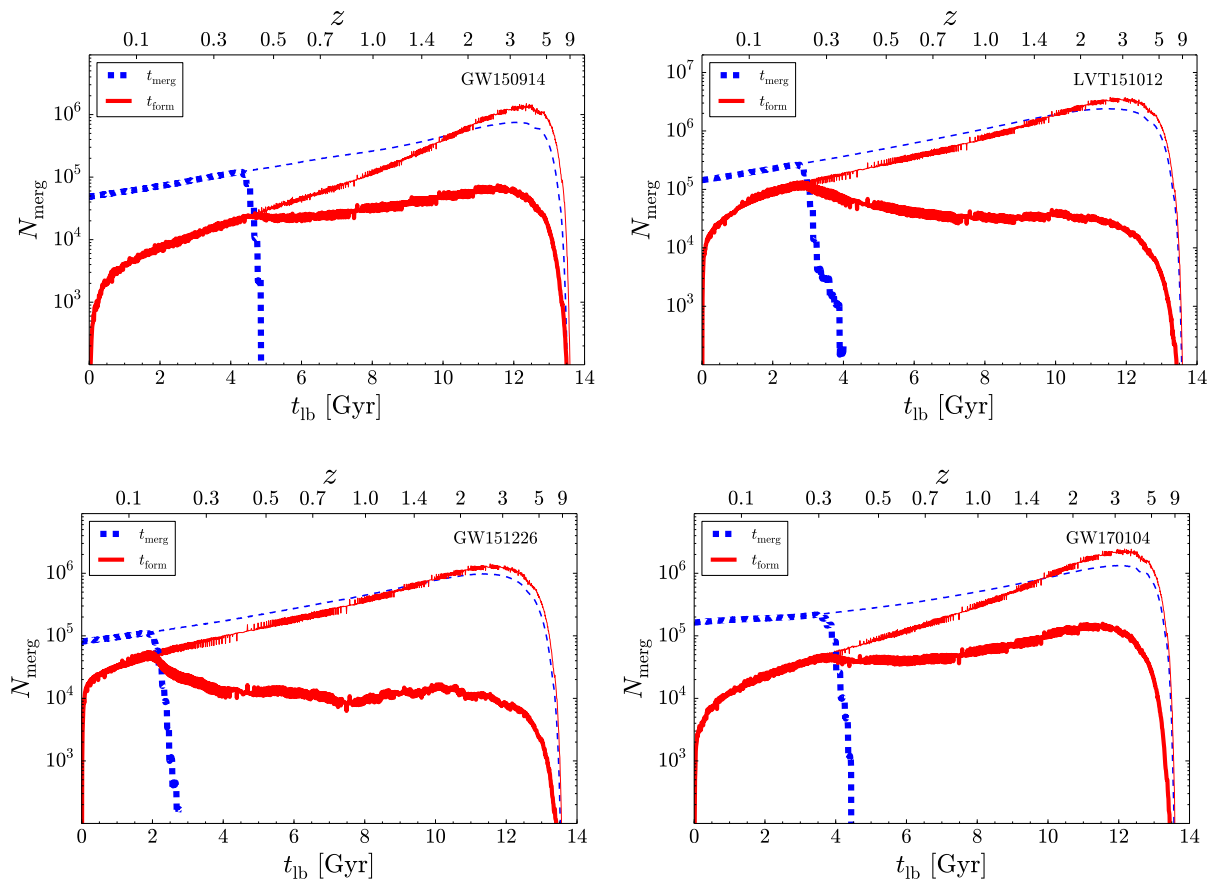 z
0.1 0.3 0.5 0.7 1.0 1.4 2 3 5 9
t_merg
t_form
GW150914
N_merg
10^6
10^5
10^4
10^3
0 2 4 6 8 10 12 14
t_lb [Gyr]
z
0.1 0.3 0.5 0.7 1.0 1.4 2 3 5 9
t_merg
t_form
LVT151012
N_merg
10^7
10^6
10^5
10^4
10^3
0 2 4 6 8 10 12 14
t_lb [Gyr]
z
0.1 0.3 0.5 0.7 1.0 1.4 2 3 5 9
t_merg
t_form
GW151226
N_merg
10^6
10^5
10^4
10^3
0 2 4 6 8 10 12 14
t_lb [Gyr]
z
0.1 0.3 0.5 0.7 1.0 1.4 2 3 5 9
t_merg
t_form
GW170104
N_merg
10^6
10^5
10^4
10^3
0 2 4 6 8 10 12 14
t_lb [Gyr]